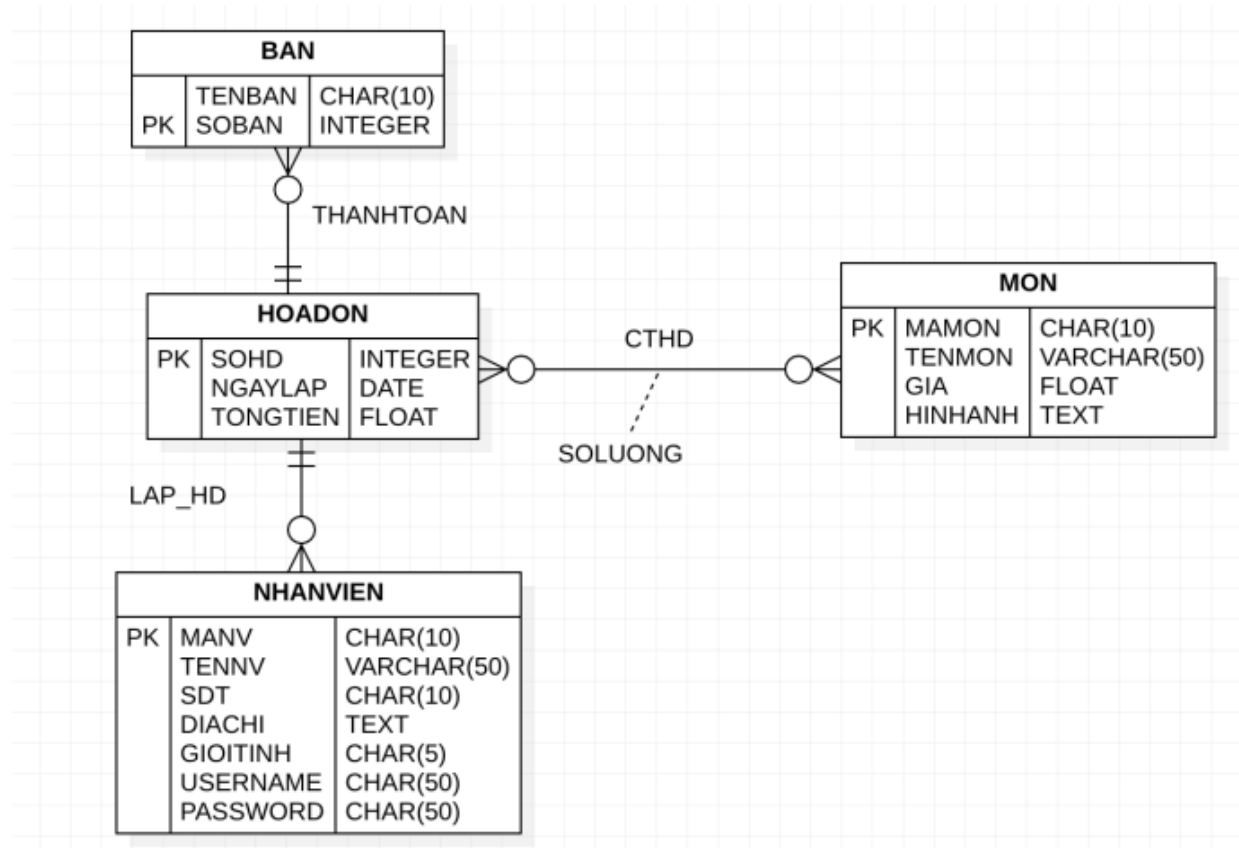 BAN
TENBAN CHAR(10)
PK SOBAN INTEGER
THANHTOAN
HOADON
PK SOHD INTEGER
NGAYLAP DATE
TONGTIEN FLOAT
CTHD
SOLUONG
MON
PK MAMON CHAR(10)
TENMON VARCHAR(50)
GIA FLOAT
HINHANH TEXT
LAP_HD
NHANVIEN
PK MANV CHAR(10)
TENNV VARCHAR(50)
SDT CHAR(10)
DIACHI TEXT
GIOITINH CHAR(5)
USERNAME CHAR(50)
PASSWORD CHAR(50)